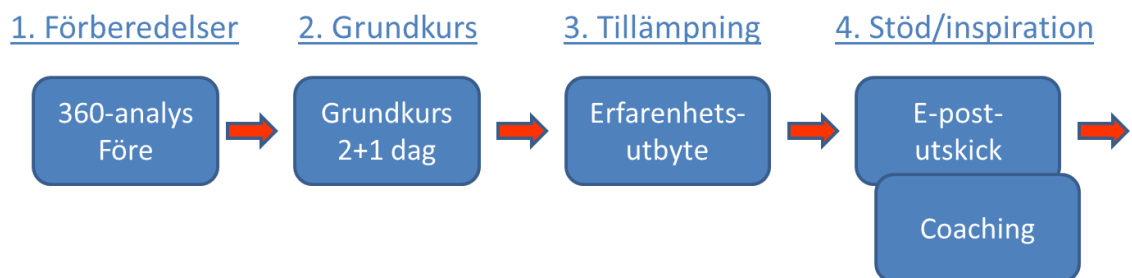 1. Förberedelser
2. Grundkurs
3. Tillämpning
4. Stöd/inspiration
360-analys
Före
Grundkurs
2+1 dag
Erfarenhets-
utbyte
E-post-
utskick
Coaching